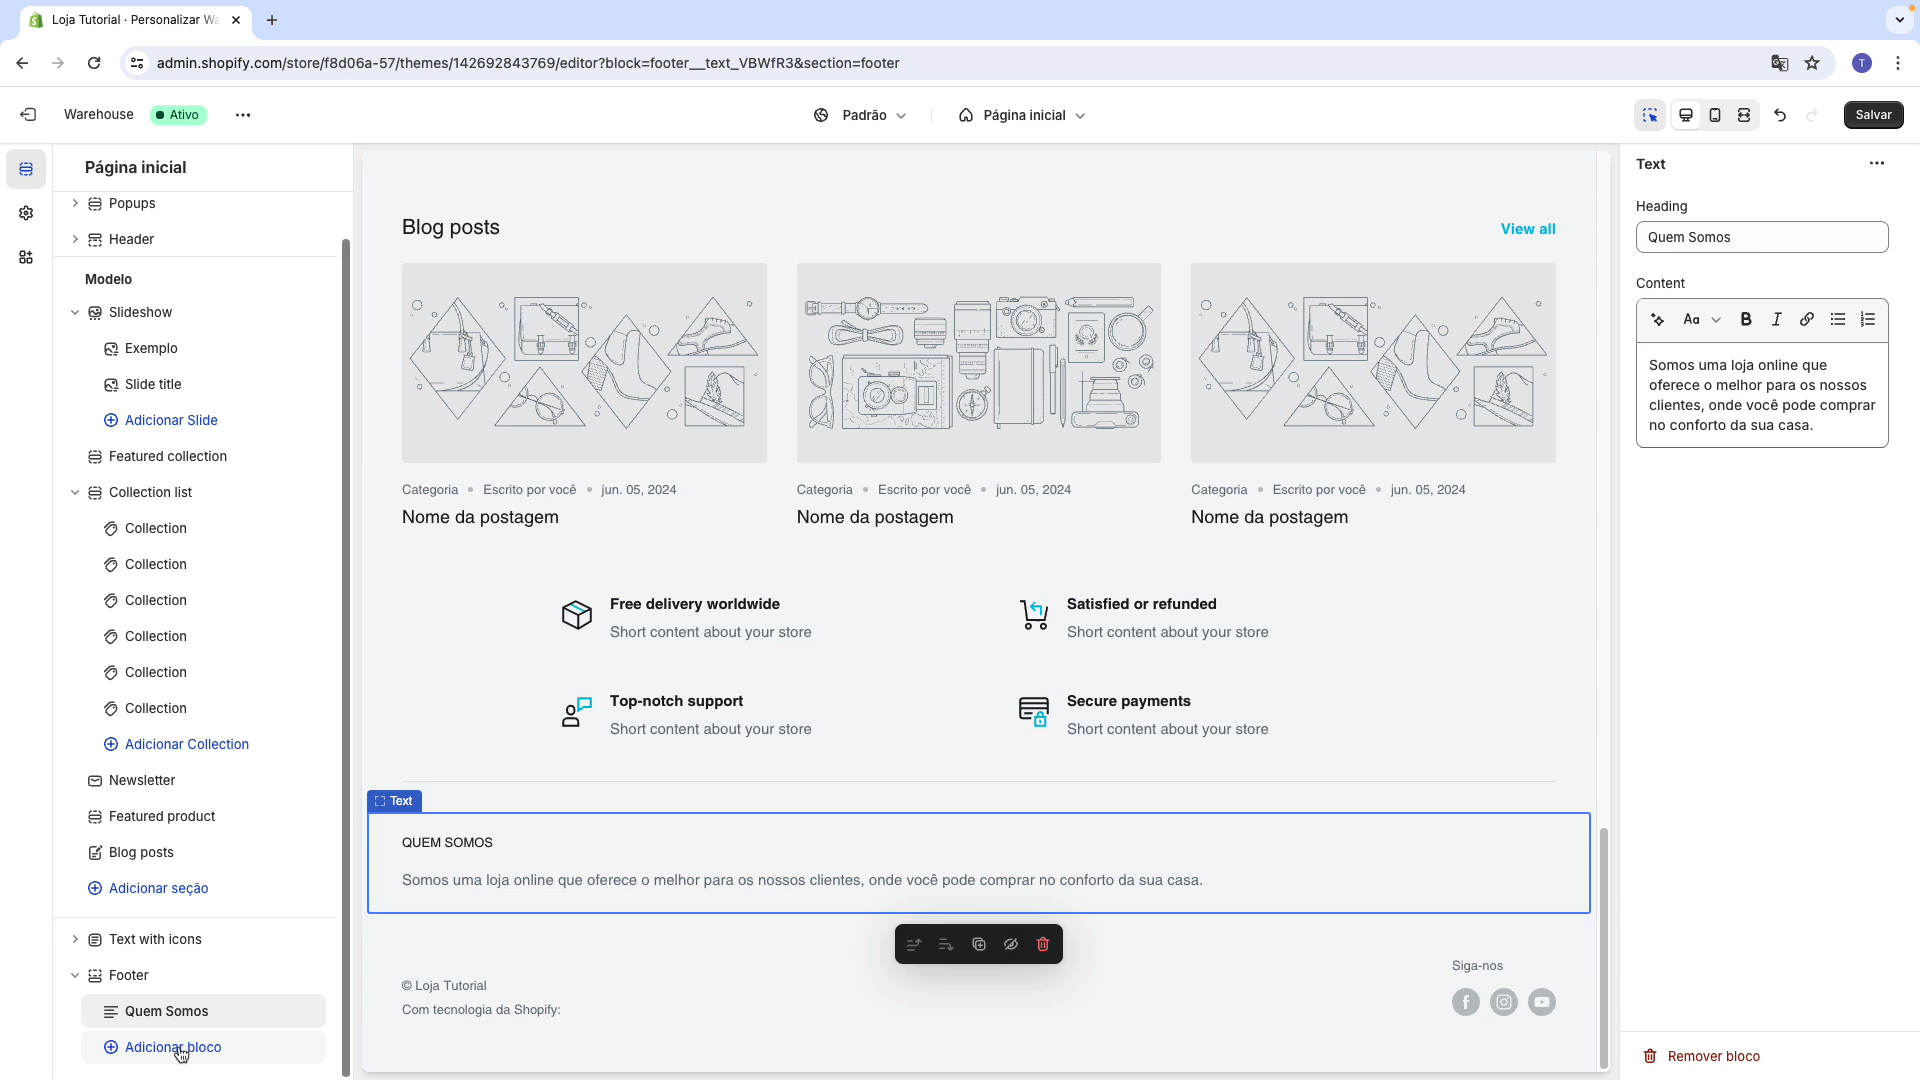 Loja Tutorial · Personalizar Wa
admin.shopify.com/store/f8d06a-57/themes/142692843769/editor?block=footer__text_VBWfR3&section=footer
T
Warehouse
Ativo
Padrão
Página inicial
Salvar
Página inicial
Popups
Header
Modelo
Slideshow
Exemplo
Slide title
Adicionar Slide
Featured collection
Collection list
Collection
Collection
Collection
Collection
Collection
Collection
Adicionar Collection
Newsletter
Featured product
Blog posts
Adicionar seção
Text with icons
Footer
Quem Somos
Adicionar bloco
Blog posts
View all
Categoria • Escrito por você • jun. 05, 2024
Nome da postagem
Categoria • Escrito por você • jun. 05, 2024
Nome da postagem
Categoria • Escrito por você • jun. 05, 2024
Nome da postagem
Free delivery worldwide
Short content about your store
Satisfied or refunded
Short content about your store
Top-notch support
Short content about your store
Secure payments
Short content about your store
Text
QUEM SOMOS
Somos uma loja online que oferece o melhor para os nossos clientes, onde você pode comprar no conforto da sua casa.
© Loja Tutorial
Com tecnologia da Shopify:
Siga-nos
Text
Heading
Quem Somos
Content
Aa
B
I
Somos uma loja online que
oferece o melhor para os nossos
clientes, onde você pode comprar
no conforto da sua casa.
Remover bloco